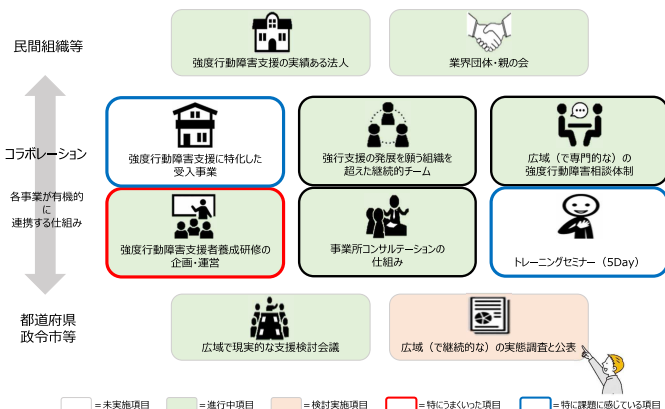 民間組織等
強度行動障害支援の実績ある法人
業界団体・親の会
コラボレーション
各事業が有機的
に
連携する仕組み
強度行動障害支援に特化した
受入事業
強行支援の発展を願う組織を
超えた継続的チーム
広域（で専門的な）の
強度行動障害相談体制
強度行動障害支援者養成研修の
企画・運営
事業所コンサルテーションの
仕組み
トレーニングセミナー（5Day）
都道府県
政令市等
広域で現実的な支援検討会議
広域（で継続的な）の実態調査と公表
＝未実施項目
＝進行中項目
＝検討実施項目
＝特にうまくいった項目
＝特に課題に感じている項目